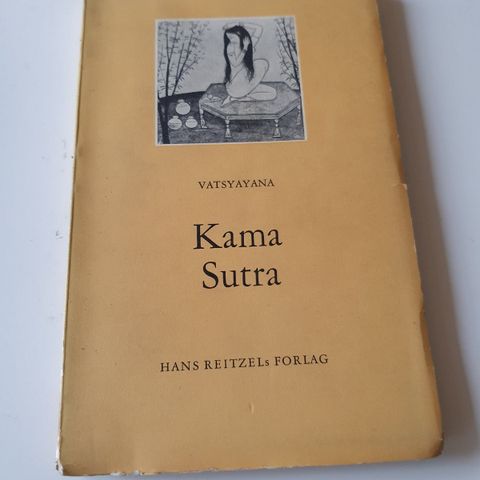 VATSYAYANA
Kama
Sutra
HANS REITZELs FORLAG